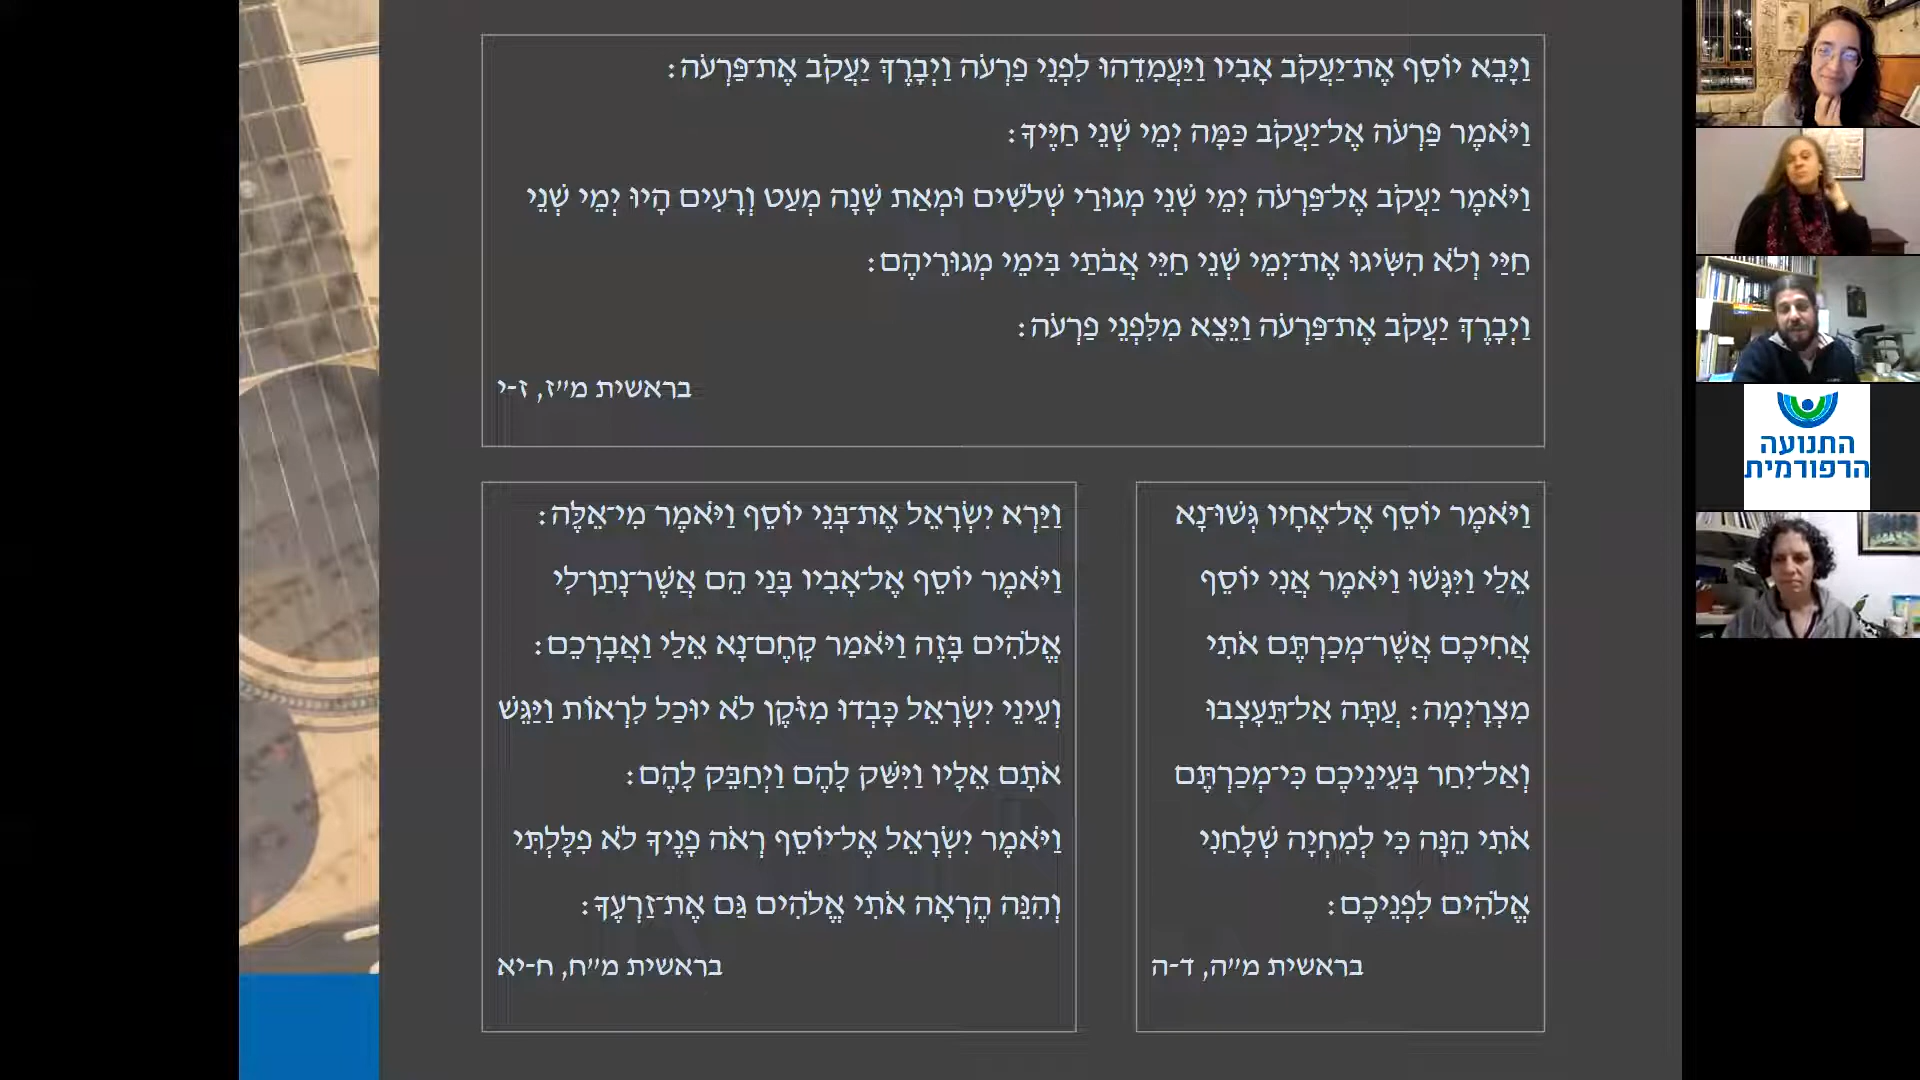 וַיָּבֵא יוֹסֵף אֶת־יַעֲקֹב אָבִיו וַיַּעֲמִדֵהוּ לִפְנֵי פַרְעֹה וַיְבָרֶךְ יַעֲקֹב אֶת־פַּרְעֹה׃
וַיֹּאמֶר פַּרְעֹה אֶל־יַעֲקֹב כַּמָּה יְמֵי שְׁנֵי חַיֶּיךָ׃
וַיֹּאמֶר יַעֲקֹב אֶל־פַּרְעֹה יְמֵי שְׁנֵי מְגוּרַי שְׁלֹשִׁים וּמְאַת שָׁנָה מְעַט וְרָעִים הָיוּ יְמֵי שְׁנֵי
חַיַּי וְלֹא הִשִּׂיגוּ אֶת־יְמֵי שְׁנֵי חַיֵּי אֲבֹתַי בִּימֵי מְגוּרֵיהֶם׃
וַיְבָרֶךְ יַעֲקֹב אֶת־פַּרְעֹה וַיֵּצֵא מִלִּפְנֵי פַרְעֹה׃
בראשית מ״ז, ז-י
וַיֹּאמֶר יוֹסֵף אֶל־אֶחָיו גְּשׁוּ־נָא
אֵלַי וַיִּגָּשׁוּ וַיֹּאמֶר אֲנִי יוֹסֵף
אֲחִיכֶם אֲשֶׁר־מְכַרְתֶּם אֹתִי
מִצְרָיְמָה׃ עַתָּה אַל־תֵּעָצְבוּ
וְאַל־יִחַר בְּעֵינֵיכֶם כִּי־מְכַרְתֶּם
אֹתִי הֵנָּה כִּי לְמִחְיָה שְׁלָחַנִי
אֱלֹהִים לִפְנֵיכֶם׃
בראשית מ״ה, ד-ה
וַיַּרְא יִשְׂרָאֵל אֶת־בְּנֵי יוֹסֵף וַיֹּאמֶר מִי־אֵלֶּה׃
וַיֹּאמֶר יוֹסֵף אֶל־אָבִיו בָּנַי הֵם אֲשֶׁר־נָתַן־לִי
אֱלֹהִים בָּזֶה וַיֹּאמַר קָחֶם־נָא אֵלַי וַאֲבָרְכֵם׃
וְעֵינֵי יִשְׂרָאֵל כָּבְדוּ מִזֹּקֶן לֹא יוּכַל לִרְאוֹת וַיַּגֵּשׁ
אֹתָם אֵלָיו וַיִּשַּׁק לָהֶם וַיְחַבֵּק לָהֶם׃
וַיֹּאמֶר יִשְׂרָאֵל אֶל־יוֹסֵף רְאֹה פָנֶיךָ לֹא פִלָּלְתִּי
וְהִנֵּה הֶרְאָה אֹתִי אֱלֹהִים גַּם אֶת־זַרְעֶךָ׃
בראשית מ״ח, ח-יא
התנועה
הרפורמית